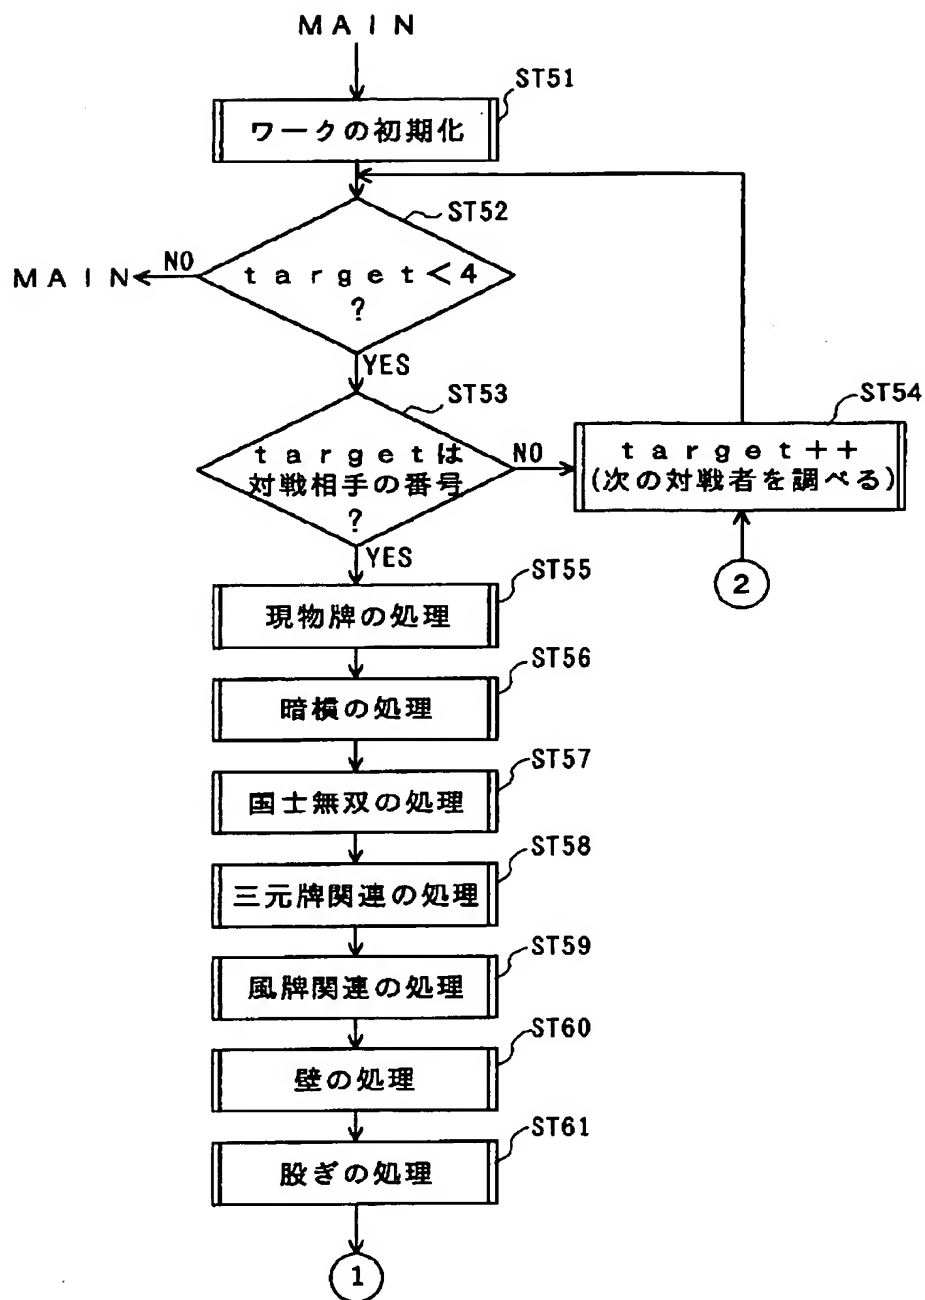 MAIN
ST51
ワークの初期化
ST52
NO
MAIN
target<4
?
YES
ST53
targetは
対戦相手の番号
?
NO
YES
ST54
target++
(次の対戦者を調べる)
2
ST55
現物牌の処理
ST56
暗槓の処理
ST57
国士無双の処理
ST58
三元牌関連の処理
ST59
風牌関連の処理
ST60
壁の処理
ST61
股ぎの処理
1